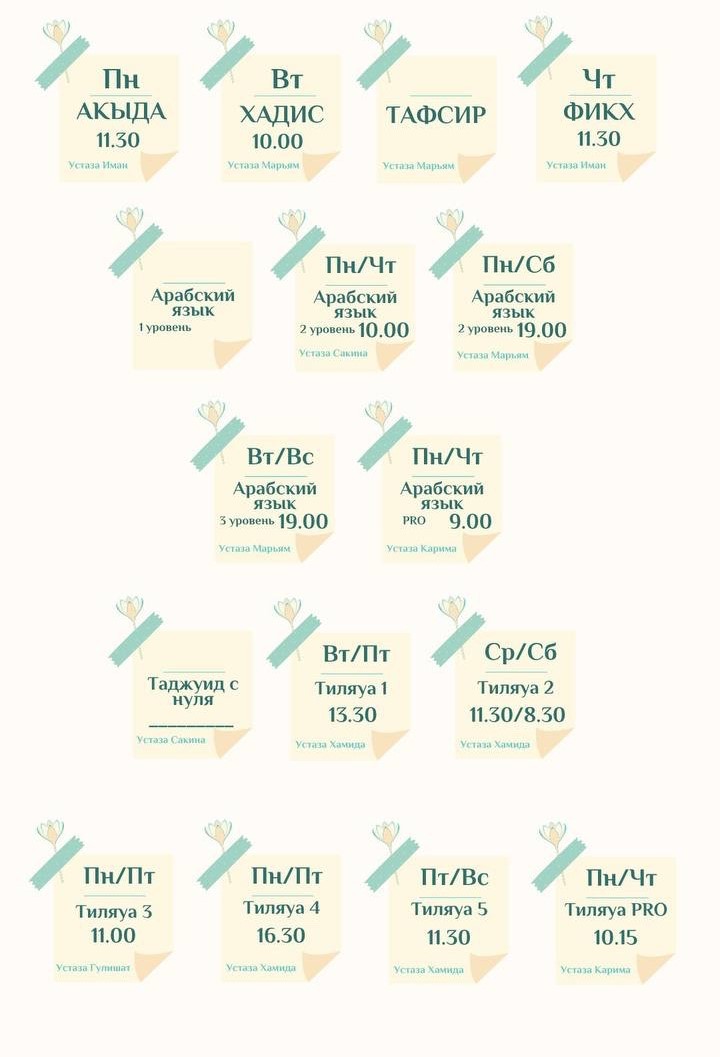 Пн
АКЫДА
11.30
Устаза Иман
Вт
ХАДИС
10.00
Устаза Марьям
ТАФСИР
Устаза Марьям
Чт
ФИКХ
11.30
Устаза Иман
Арабский
язык
1 уровень
Пн/Чт
Арабский
язык
2 уровень 10.00
Устаза Сакина
Пн/Сб
Арабский
язык
2 уровень 19.00
Устаза Марьям
Вт/Вс
Арабский
язык
3 уровень 19.00
Устаза Марьям
Пн/Чт
Арабский
язык
PRO 9.00
Устаза Карима
Таджуид с
нуля
Устаза Сакина
Вт/Пт
Тиляуа 1
13.30
Устаза Хамида
Ср/Сб
Тиляуа 2
11.30/8.30
Устаза Хамида
Пн/Пт
Тиляуа 3
11.00
Устаза Гулишат
Пн/Пт
Тиляуа 4
16.30
Устаза Хамида
Пт/Вс
Тиляуа 5
11.30
Устаза Хамида
Пн/Чт
Тиляуа PRO
10.15
Устаза Карима